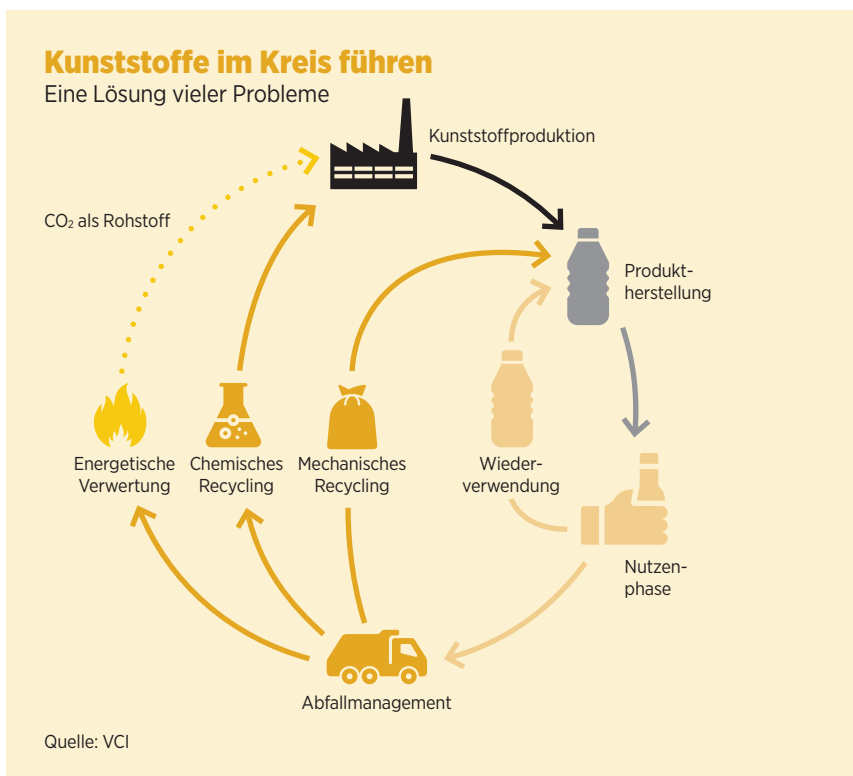 Kunststoffe im Kreis führen
Eine Lösung vieler Probleme
Kunststoffproduktion
CO₂ als Rohstoff
Produkt-
herstellung
Energetische
Verwertung
Chemisches
Recycling
Mechanisches
Recycling
Wieder-
verwendung
Nutzen-
phase
Abfallmanagement
Quelle: VCI